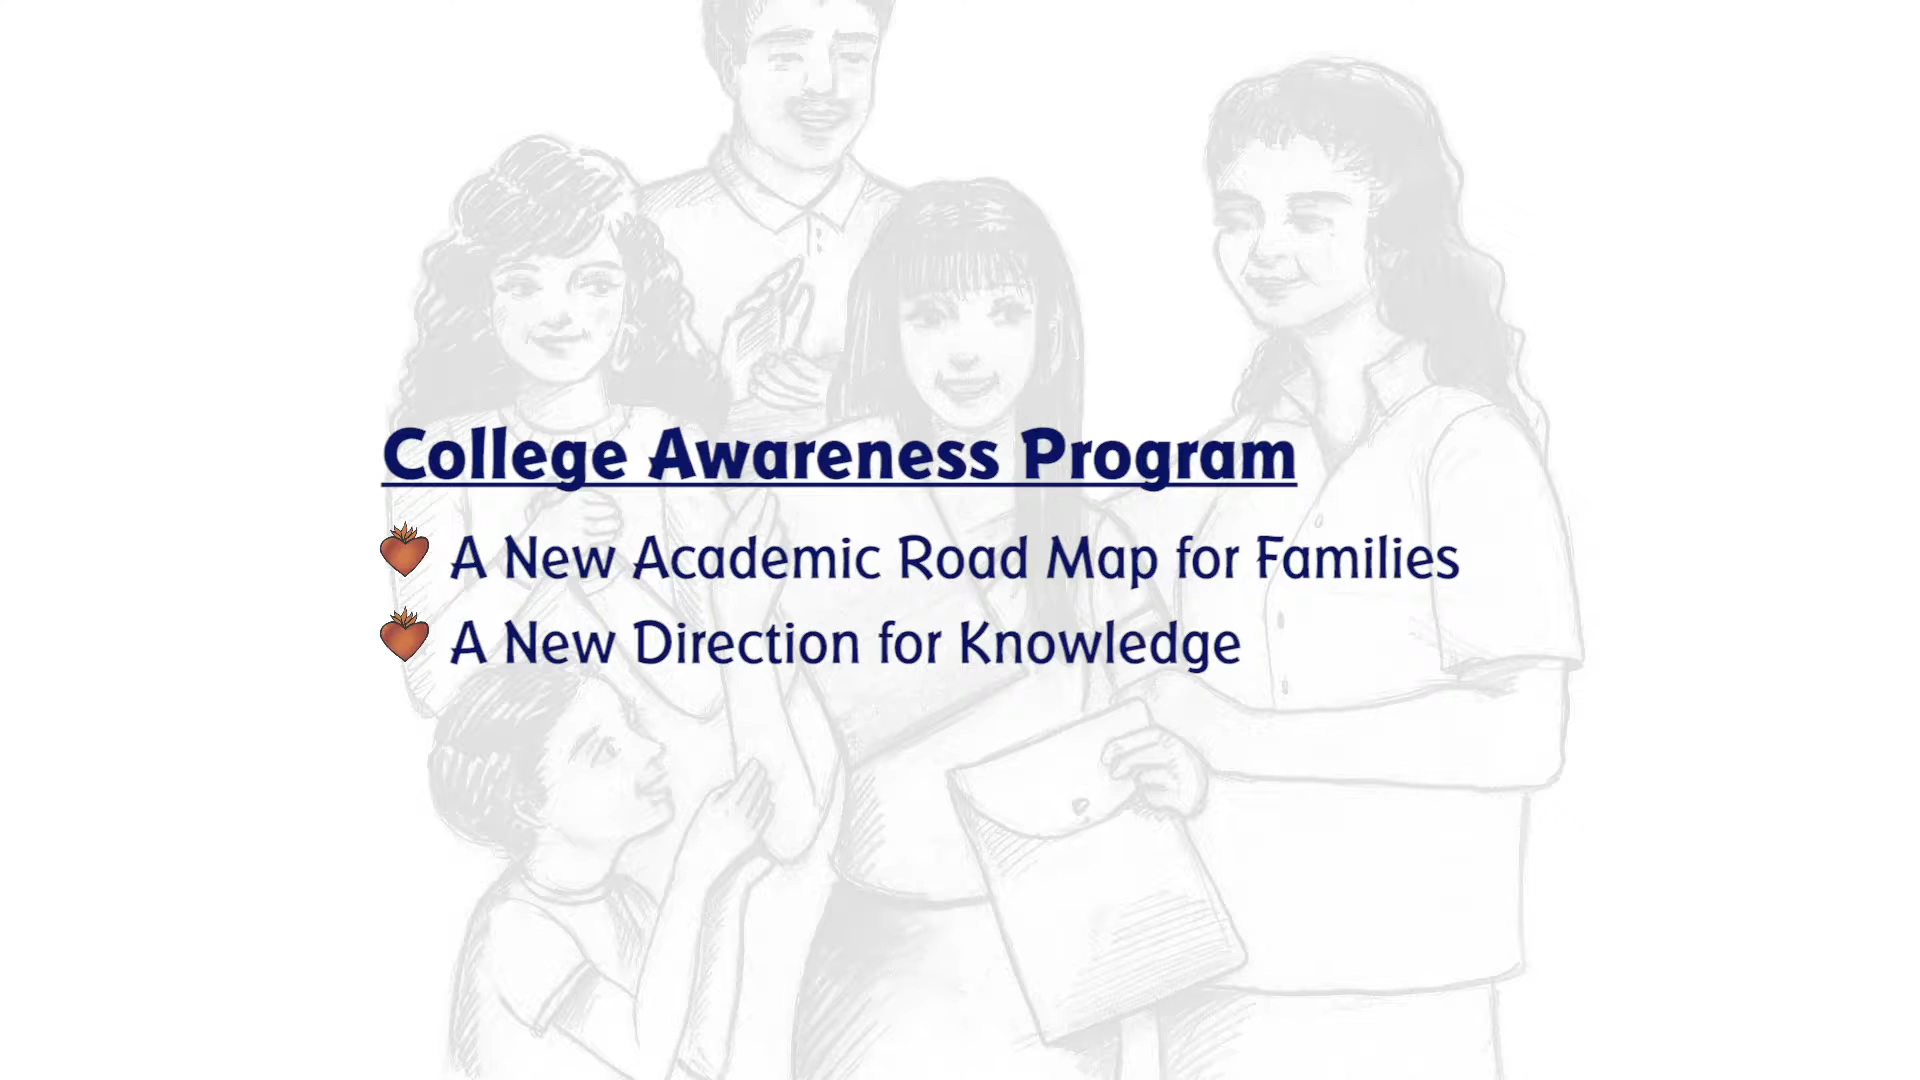 College Awareness Program
A New Academic Road Map for Families
A New Direction for Knowledge